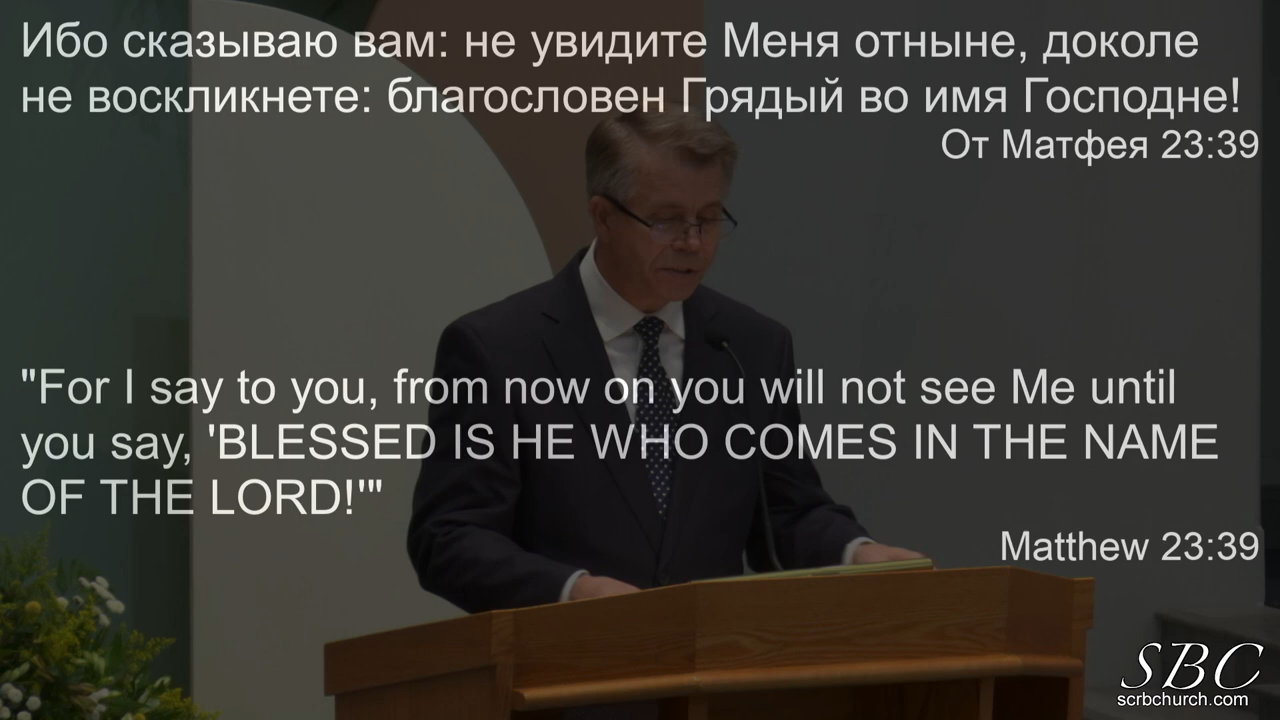 Ибо сказываю вам: не увидите Меня отныне, доколе
не воскликнете: благословен Грядый во имя Господне!
От Матфея 23:39
"For I say to you, from now on you will not see Me until
you say, 'BLESSED IS HE WHO COMES IN THE NAME
OF THE LORD!'"
Matthew 23:39
SBC
scrbchurch.com